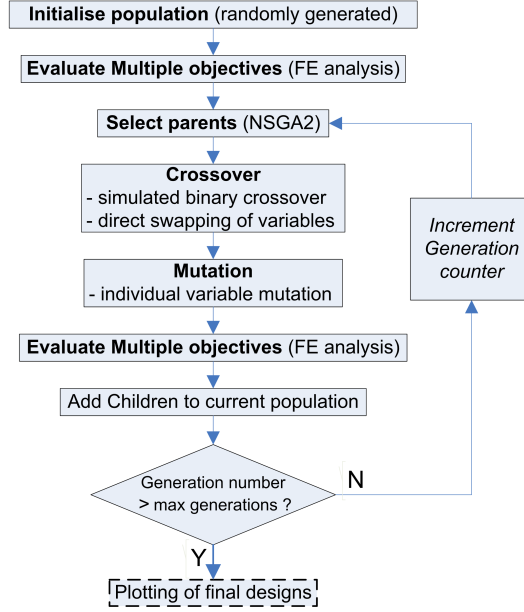 Initialise population (randomly generated)
Evaluate Multiple objectives (FE analysis)
Select parents (NSGA2)
Crossover
- simulated binary crossover
- direct swapping of variables
Increment
Generation
counter
Mutation
- individual variable mutation
Evaluate Multiple objectives (FE analysis)
Add Children to current population
Generation number
> max generations ?
N
Y
Plotting of final designs